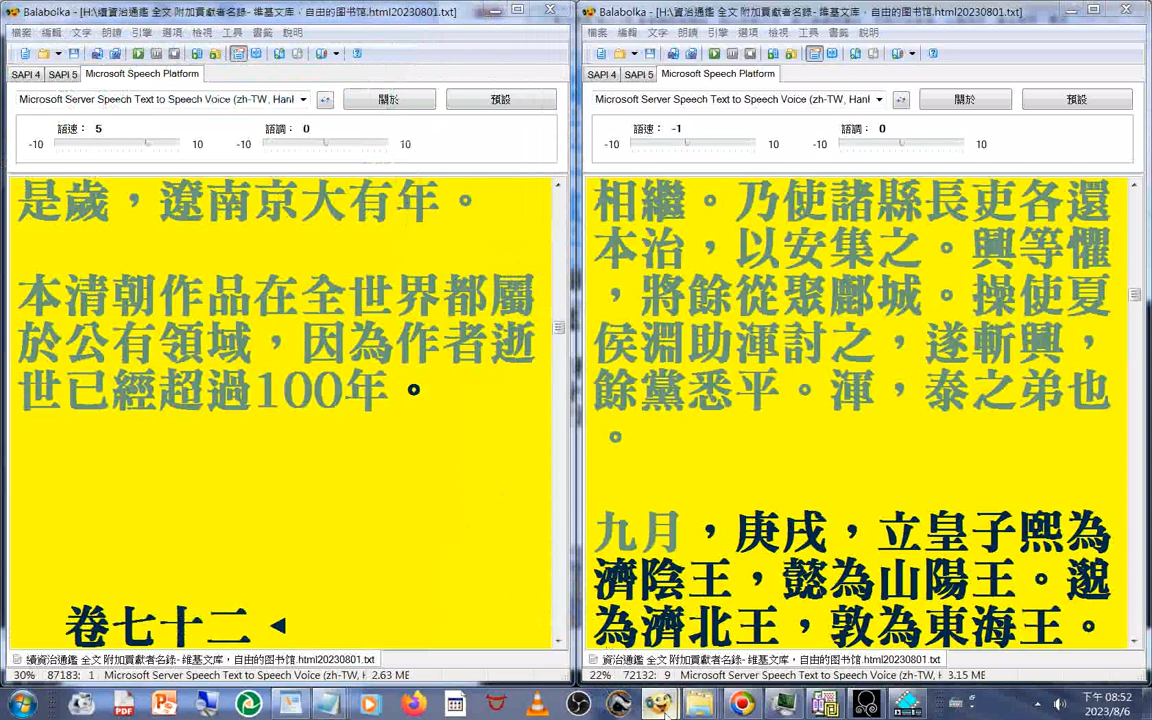 Balabolka - [H:\續資治通鑑 全文 附加貢獻者名錄- 維基文库，自由的图书馆.html20230801.txt]
檔案 編輯 文字 朗讀 引擎 選項 檢視 工具 書籤 說明
SAPI 4 SAPI 5 Microsoft Speech Platform
Microsoft Server Speech Text to Speech Voice (zh-TW, Hanl
關於 預設
語速： 5 語調： 0
-10 10 -10 10
是歲，遼南京大有年。
本清朝作品在全世界都屬
於公有領域，因為作者逝
世已經超過100年。
卷七十二 ◄
續資治通鑑 全文 附加貢獻者名錄- 維基文库，自由的图书馆.html20230801.txt
30% 87183: 1 Microsoft Server Speech Text to Speech Voice (zh-TW, H 2.63 MB
Balabolka - [H:\資治通鑑 全文 附加貢獻者名錄- 維基文库，自由的图书馆.html20230801.txt]
檔案 編輯 文字 朗讀 引擎 選項 檢視 工具 書籤 說明
SAPI 4 SAPI 5 Microsoft Speech Platform
Microsoft Server Speech Text to Speech Voice (zh-TW, Hanl
關於 預設
語速： -1 語調： 0
-10 10 -10 10
相繼。乃使諸縣長吏各還
本治，以安集之。興等懼
，將餘從聚鄜城。操使夏
侯淵助渾討之，遂斬興，
餘黨悉平。渾，泰之弟也
。
九月，庚戌，立皇子熙為
濟陰王，懿為山陽王。邈
為濟北王，敦為東海王。
資治通鑑 全文 附加貢獻者名錄- 維基文库，自由的图书馆.html20230801.txt
22% 72132: 9 Microsoft Server Speech Text to Speech Voice (zh-TW, H 3.15 MB
PDF
下午 08:52
2023/8/6